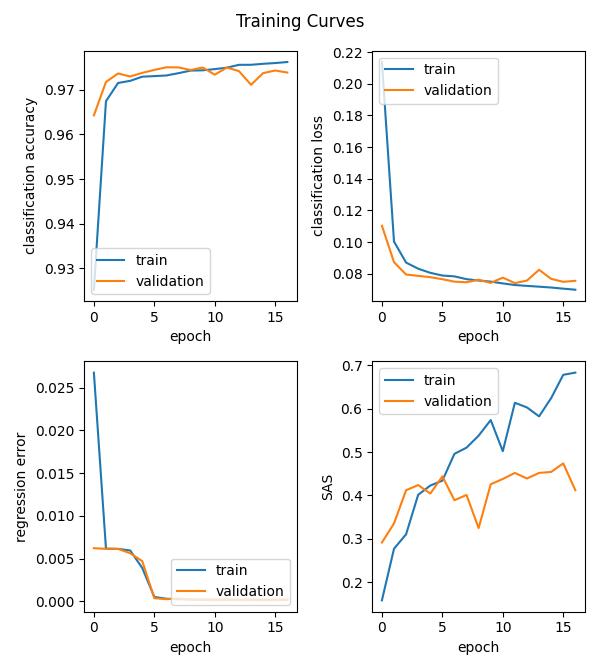 Training Curves
classification accuracy
0.97
0.96
0.95
0.94
0.93
train
validation
0 5 10 15
epoch
classification loss
0.22
0.20
0.18
0.16
0.14
0.12
0.10
0.08
train
validation
0 5 10 15
epoch
regression error
0.025
0.020
0.015
0.010
0.005
0.000
train
validation
0 5 10 15
epoch
SAS
0.7
0.6
0.5
0.4
0.3
0.2
train
validation
0 5 10 15
epoch